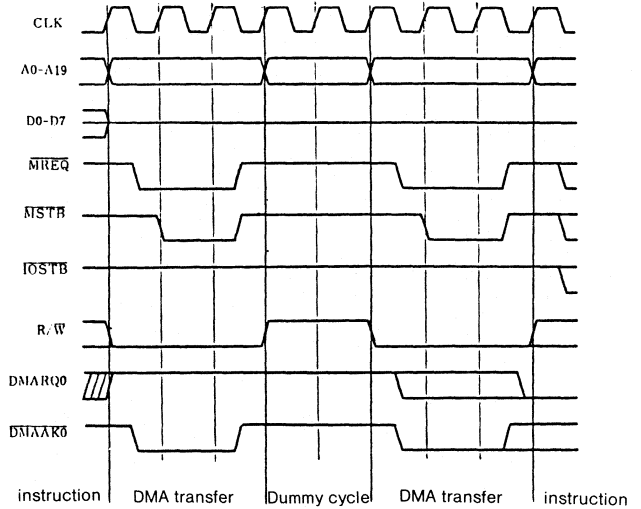 CLK
A0-A19
D0-D7
MREQ
MSTB
IOSTB
R/W
DMARQ0
DMAAK0
instruction DMA transfer Dummy cycle DMA transfer instruction